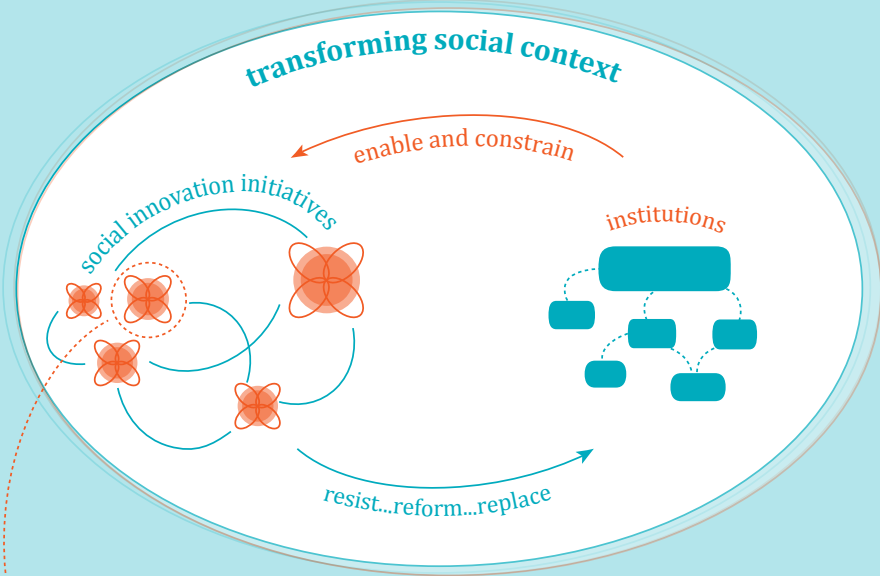 transforming social context
enable and constrain
social innovation initiatives
institutions
resist...reform...replace